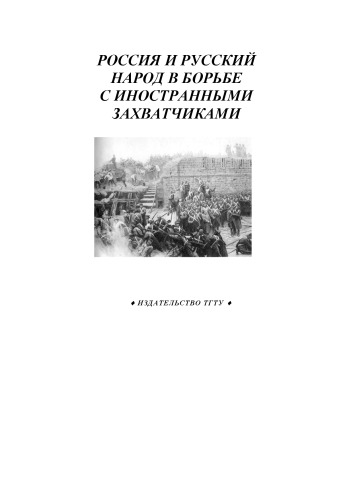 РОССИЯ И РУССКИЙ
НАРОД В БОРЬБЕ
С ИНОСТРАННЫМИ
ЗАХВАТЧИКАМИ
♦ ИЗДАТЕЛЬСТВО ТГТУ ♦